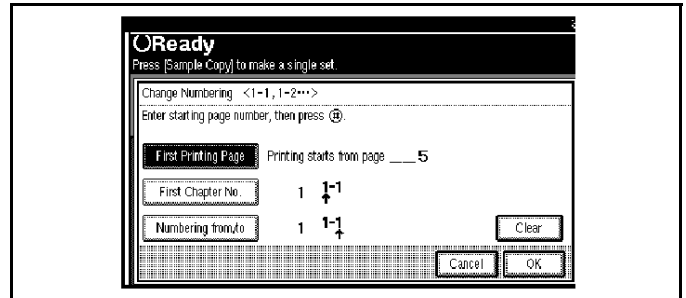 Ready
Press [Sample Copy] to make a single set.
Change Numbering <1-1,1-2···>
Enter starting page number, then press (#).
First Printing Page Printing starts from page __5
First Chapter No. 1 1-1
Numbering from/to 1 1-1 Clear
Cancel OK